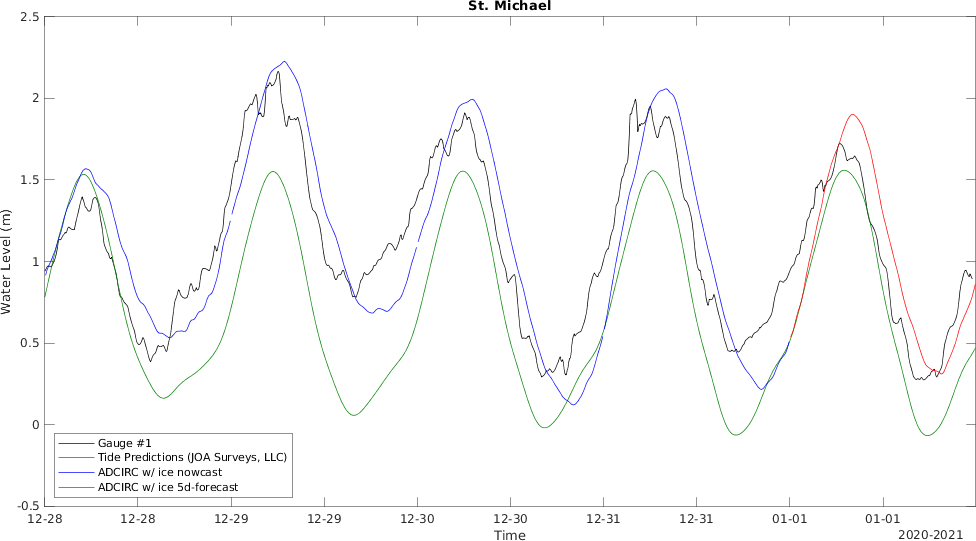 St. Michael
2.5
2
1.5
1
0.5
0
-0.5
Water Level (m)
Gauge #1
Tide Predictions (JOA Surveys, LLC)
ADCIRC w/ ice nowcast
ADCIRC w/ ice 5d-forecast
12-28 12-28 12-29 12-29 12-30 12-30 12-31 12-31 01-01 01-01
Time
2020-2021